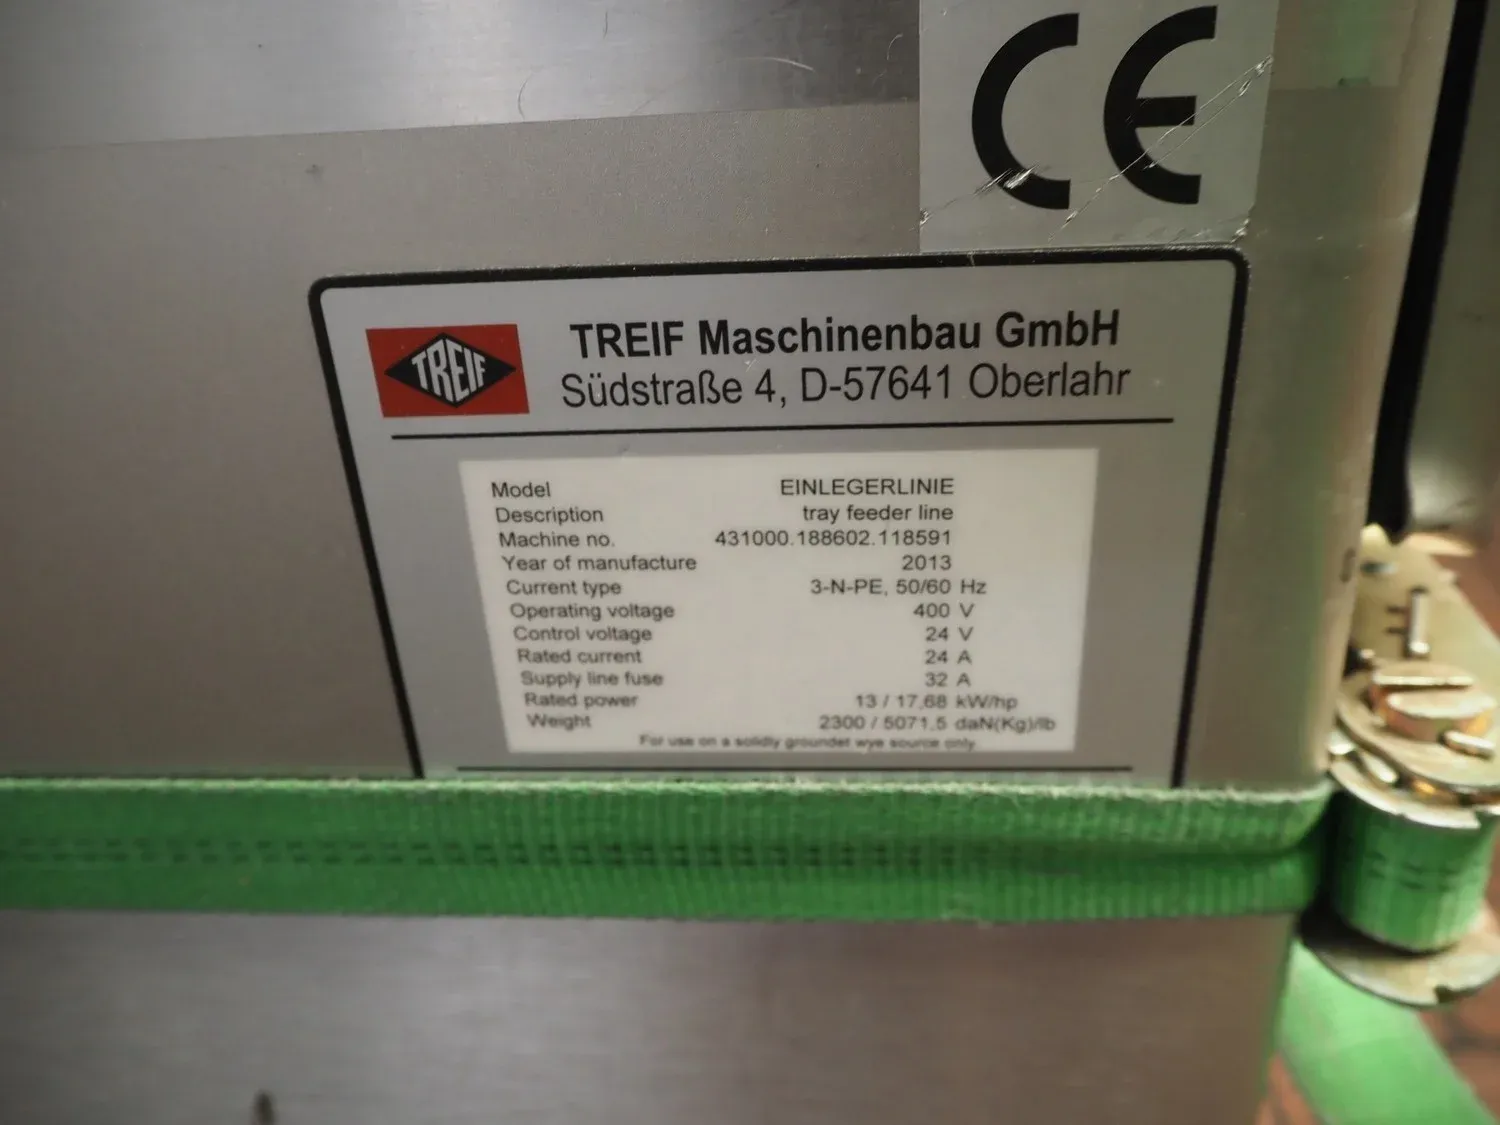 CE
TREIF
TREIF Maschinenbau GmbH
Südstraße 4, D-57641 Oberlahr
Model EINLEGERLINIE
Description tray feeder line
Machine no. 431000.188602.118591
Year of manufacture 2013
Current type 3-N-PE, 50/60 Hz
Operating voltage 400 V
Control voltage 24 V
Rated current 24 A
Supply line fuse 32 A
Rated power 13 / 17,68 kW/hp
Weight 2300 / 5071,5 daN(Kg)/lb
For use on a solidly groundet wye source only